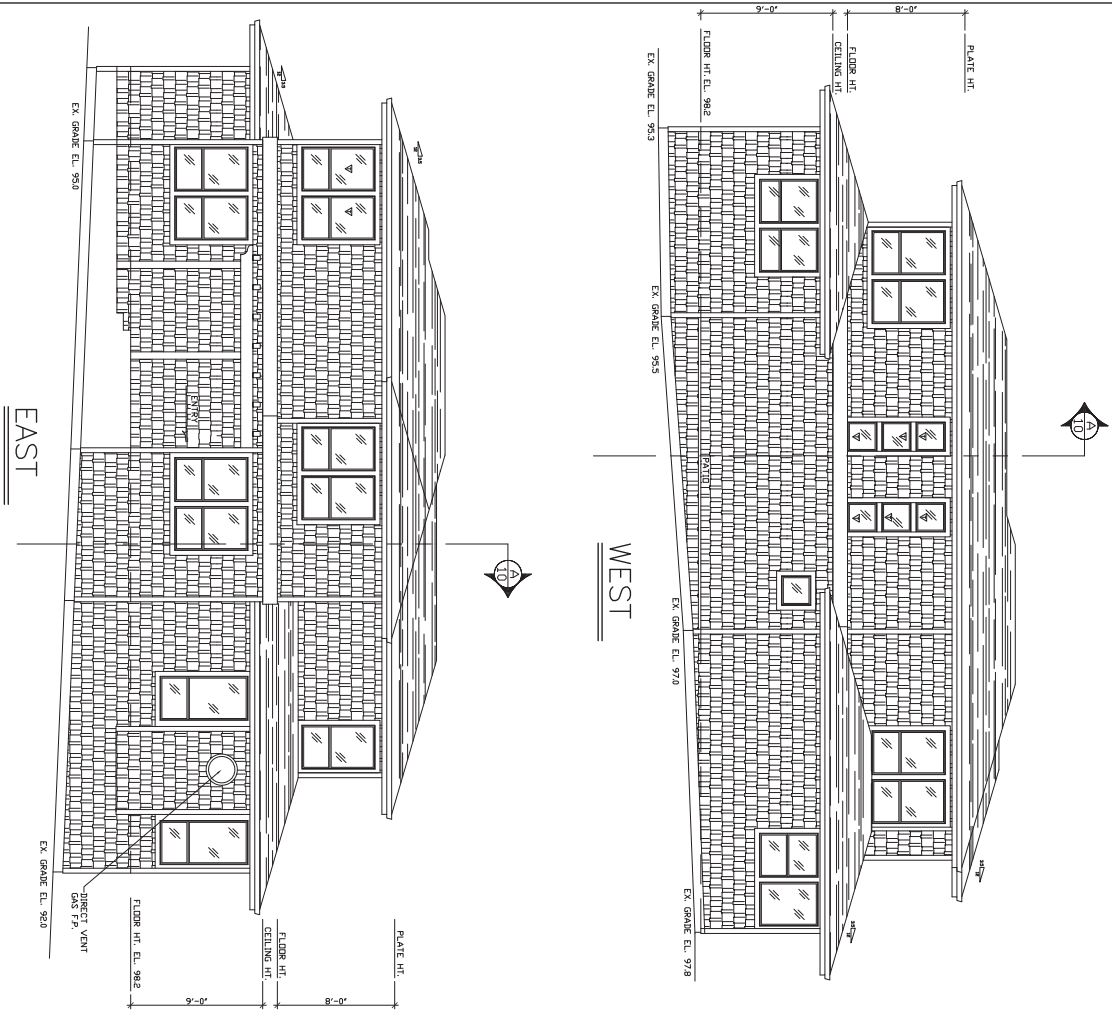 PLATE HT.
8'-0"
FLOOR HT.
CEILING HT.
9'-0"
FLOOR HT. EL. 98.2
EX. GRADE EL. 95.3
EX. GRADE EL. 95.5
EX. GRADE EL. 97.0
EX. GRADE EL. 97.8
PATIO
A
10
WEST
EX. GRADE EL. 95.0
ENTRY
A
10
DIRECT VENT
GAS F.P.
EX. GRADE EL. 92.0
PLATE HT.
8'-0"
FLOOR HT.
CEILING HT.
9'-0"
FLOOR HT. EL. 98.2
EAST